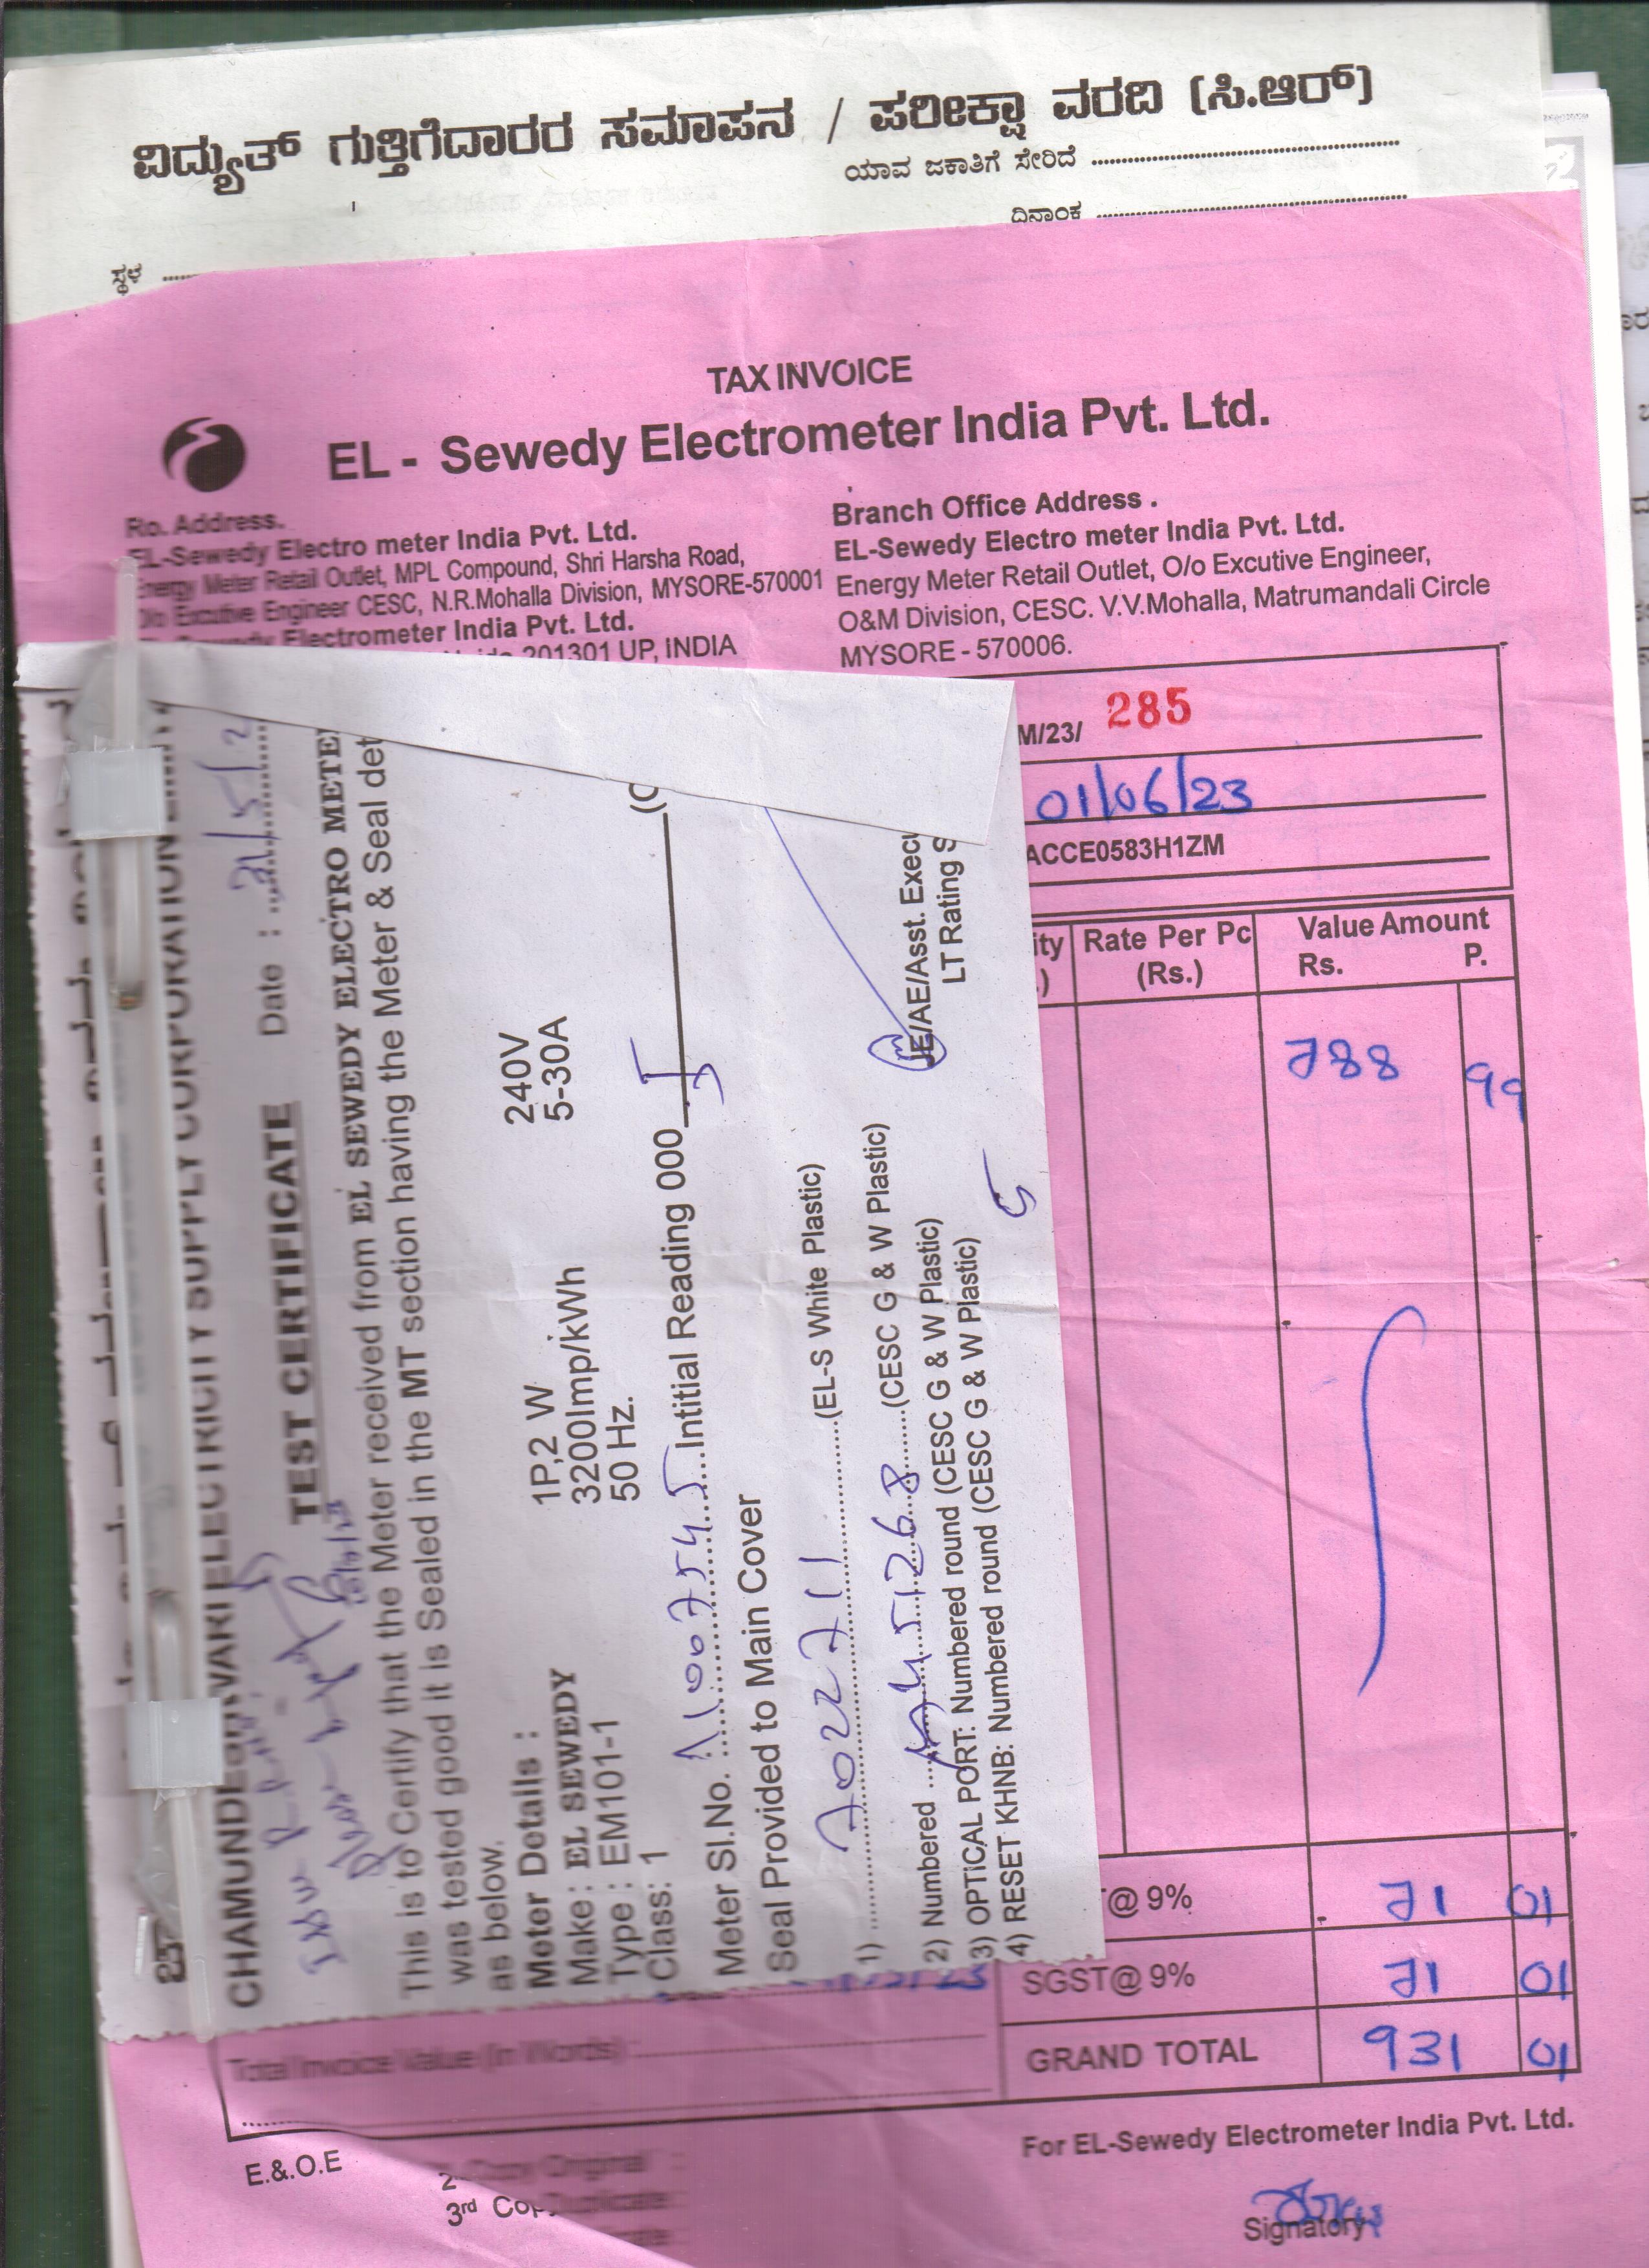 ವಿದ್ಯುತ್ ಗುತ್ತಿಗೆದಾರರ ಸಮಾಪನ / ಪರೀಕ್ಷಾ ವರದಿ (ಸಿ.ಆರ್)
ಯಾವ ಜಕಾತಿಗೆ ಸೇರಿದೆ
ದಿನಾಂಕ
ಸ್ಥಳ
TAX INVOICE
EL - Sewedy Electrometer India Pvt. Ltd.
Ro. Address.
EL-Sewedy Electro meter India Pvt. Ltd.
Energy Meter Retail Outlet, MPL Compound, Shri Harsha Road,
O/o Excutive Engineer CESC, N.R.Mohalla Division, MYSORE-570001
Electrometer India Pvt. Ltd.
201301 UP, INDIA
Branch Office Address .
EL-Sewedy Electro meter India Pvt. Ltd.
Energy Meter Retail Outlet, O/o Excutive Engineer,
O&M Division, CESC. V.V.Mohalla, Matrumandali Circle
MYSORE - 570006.
M/23/ 285
01/06/23
ACCE0583H1ZM
Rate Per Pc (Rs.)
Value Amount
Rs. P.
788 99
@ 9% 71 01
SGST@ 9% 71 01
GRAND TOTAL 931 01
Total Invoice Value (In Words) :
For EL-Sewedy Electrometer India Pvt. Ltd.
E.&.O.E
3rd
Signatory
ELECTRICITY SUPPLY CORPORATION
TEST CERTIFICATE Date :
This is to Certify that the Meter received from EL SEWEDY ELECTRO METE
was tested good it is Sealed in the MT section having the Meter & Seal det
as below.
Meter Details :
Make : EL SEWEDY 1P,2 W 240V
Type : EM101-1 3200Imp/kWh 5-30A
Class: 1 50 Hz.
Meter Sl.No. 11007545 Intitial Reading 000 5
Seal Provided to Main Cover
1) 7022711 (EL-S White Plastic)
2) Numbered (CESC G & W Plastic)
3) OPTICAL PORT: Numbered round (CESC G & W Plastic)
4) RESET KHNB: Numbered round (CESC G & W Plastic)
JE/AE/Asst. Execu
LT Rating S